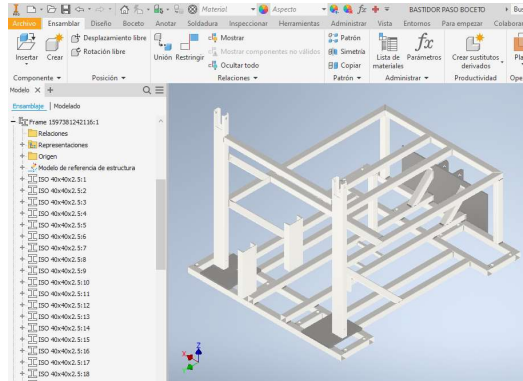 Material
Aspecto
BASTIDOR PASO BOCETO
Bus
Archivo Ensamblar Diseño Boceto Anotar Soldadura Inspeccionar Herramientas Administrar Vista Entornos Para empezar Colaborar
Insertar
Crear
Desplazamiento libre
Rotación libre
Unión
Restringir
Mostrar
Mostrar componentes no válidos
Ocultar todo
Patrón
Simetría
Copiar
Lista de materiales
fx
Parámetros
Crear sustitutos derivados
Componente Posición Relaciones Patrón Administrar Productividad
Modelo × +
Ensamblaje | Modelado
Frame 1597381242116:1
Relaciones
Representaciones
Origen
Modelo de referencia de estructura
ISO 40x40x2.5:1
ISO 40x40x2.5:2
ISO 40x40x2.5:3
ISO 40x40x2.5:4
ISO 40x40x2.5:5
ISO 40x40x2.5:6
ISO 40x40x2.5:7
ISO 40x40x2.5:8
ISO 40x40x2.5:9
ISO 40x40x2.5:10
ISO 40x40x2.5:11
ISO 40x40x2.5:12
ISO 40x40x2.5:13
ISO 40x40x2.5:14
ISO 40x40x2.5:15
ISO 40x40x2.5:16
ISO 40x40x2.5:17
ISO 40x40x2.5:18
Z
X